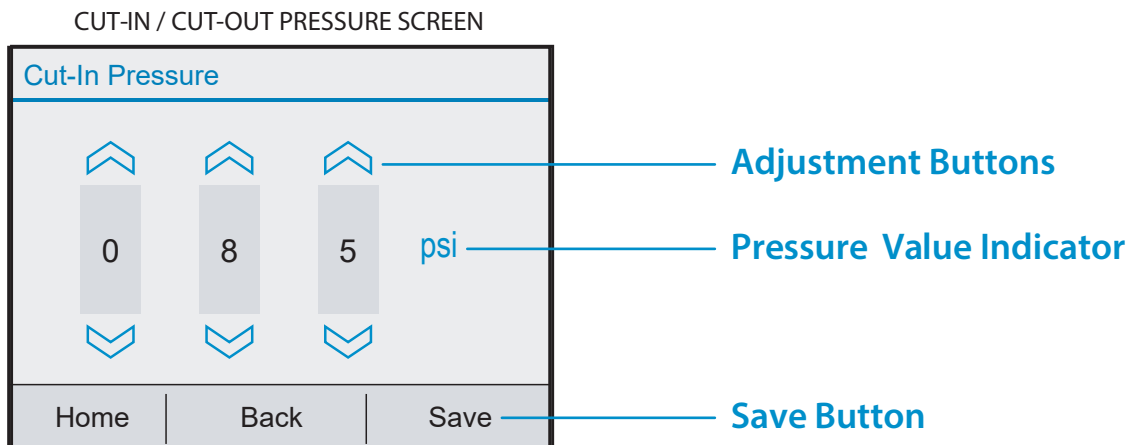 CUT-IN / CUT-OUT PRESSURE SCREEN
Cut-In Pressure
Adjustment Buttons
0 8 5 psi
Pressure Value Indicator
Home Back Save
Save Button